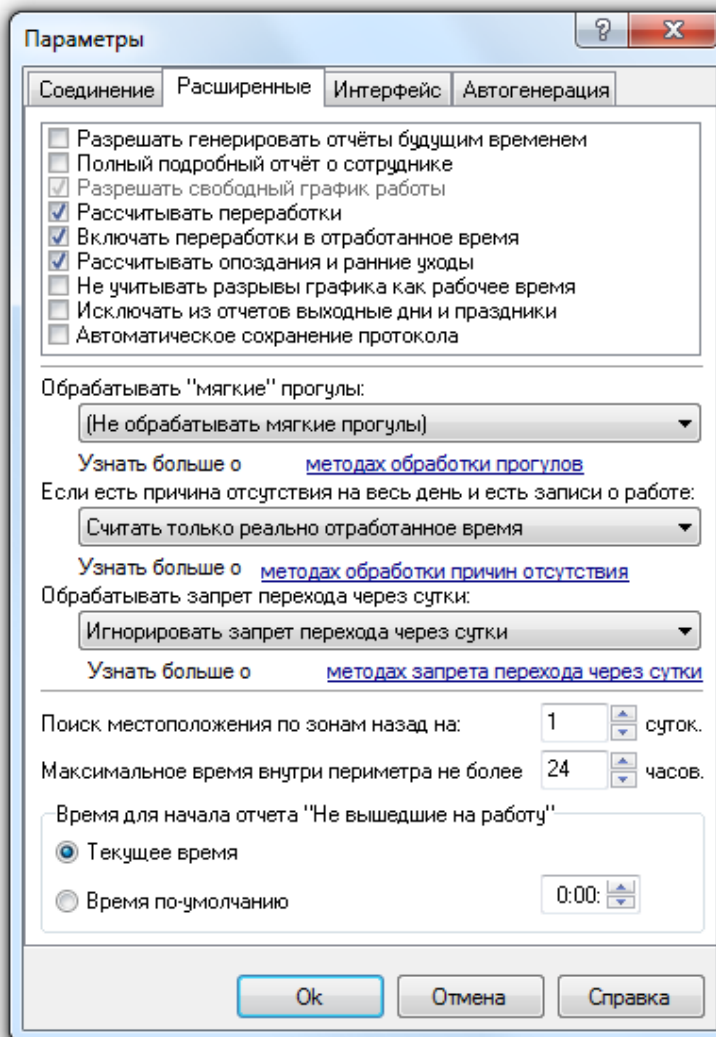 Параметры
Соединение Расширенные Интерфейс Автогенерация
Разрешать генерировать отчёты будущим временем
Полный подробный отчёт о сотруднике
Разрешать свободный график работы
Рассчитывать переработки
Включать переработки в отработанное время
Рассчитывать опоздания и ранние уходы
Не учитывать разрывы графика как рабочее время
Исключать из отчетов выходные дни и праздники
Автоматическое сохранение протокола
Обрабатывать "мягкие" прогулы:
(Не обрабатывать мягкие прогулы)
Узнать больше о методах обработки прогулов
Если есть причина отсутствия на весь день и есть записи о работе:
Считать только реально отработанное время
Узнать больше о методах обработки причин отсутствия
Обрабатывать запрет перехода через сутки:
Игнорировать запрет перехода через сутки
Узнать больше о методах запрета перехода через сутки
Поиск местоположения по зонам назад на: 1 суток.
Максимальное время внутри периметра не более 24 часов.
Время для начала отчета "Не вышедшие на работу"
Текущее время
Время по-умолчанию 0:00:
Ok Отмена Справка